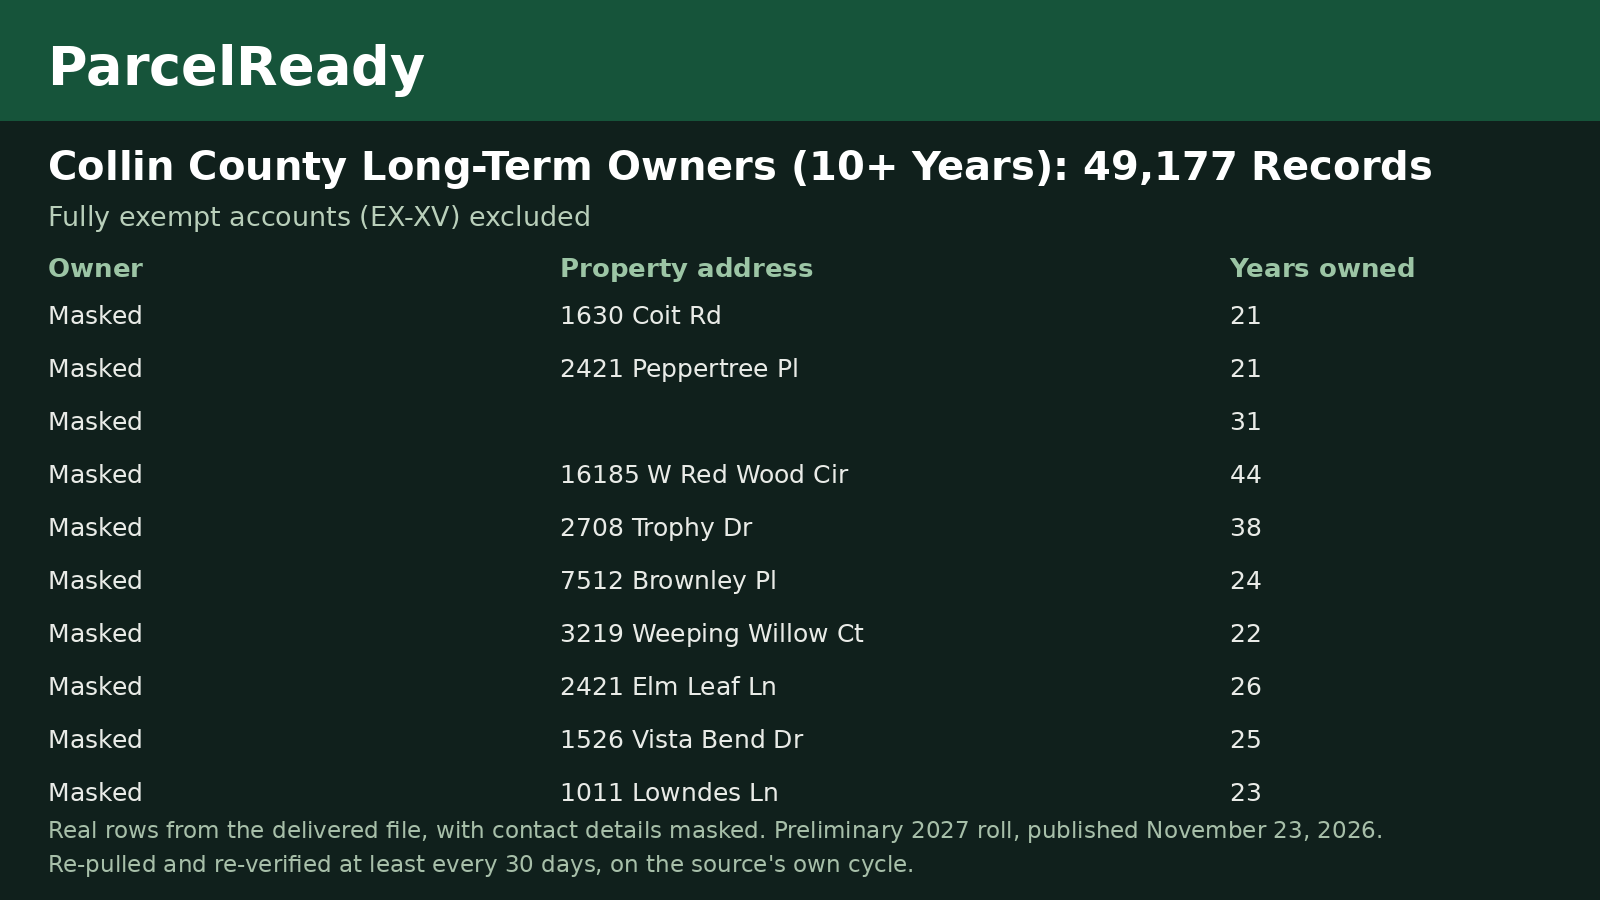 ParcelReady
Collin County Long-Term Owners (10+ Years): 49,177 Records
Fully exempt accounts (EX-XV) excluded
Owner Property address Years owned
Masked 1630 Coit Rd 21
Masked 2421 Peppertree Pl 21
Masked 31
Masked 16185 W Red Wood Cir 44
Masked 2708 Trophy Dr 38
Masked 7512 Brownley Pl 24
Masked 3219 Weeping Willow Ct 22
Masked 2421 Elm Leaf Ln 26
Masked 1526 Vista Bend Dr 25
Masked 1011 Lowndes Ln 23
Real rows from the delivered file, with contact details masked. Preliminary 2027 roll, published November 23, 2026.
Re-pulled and re-verified at least every 30 days, on the source's own cycle.